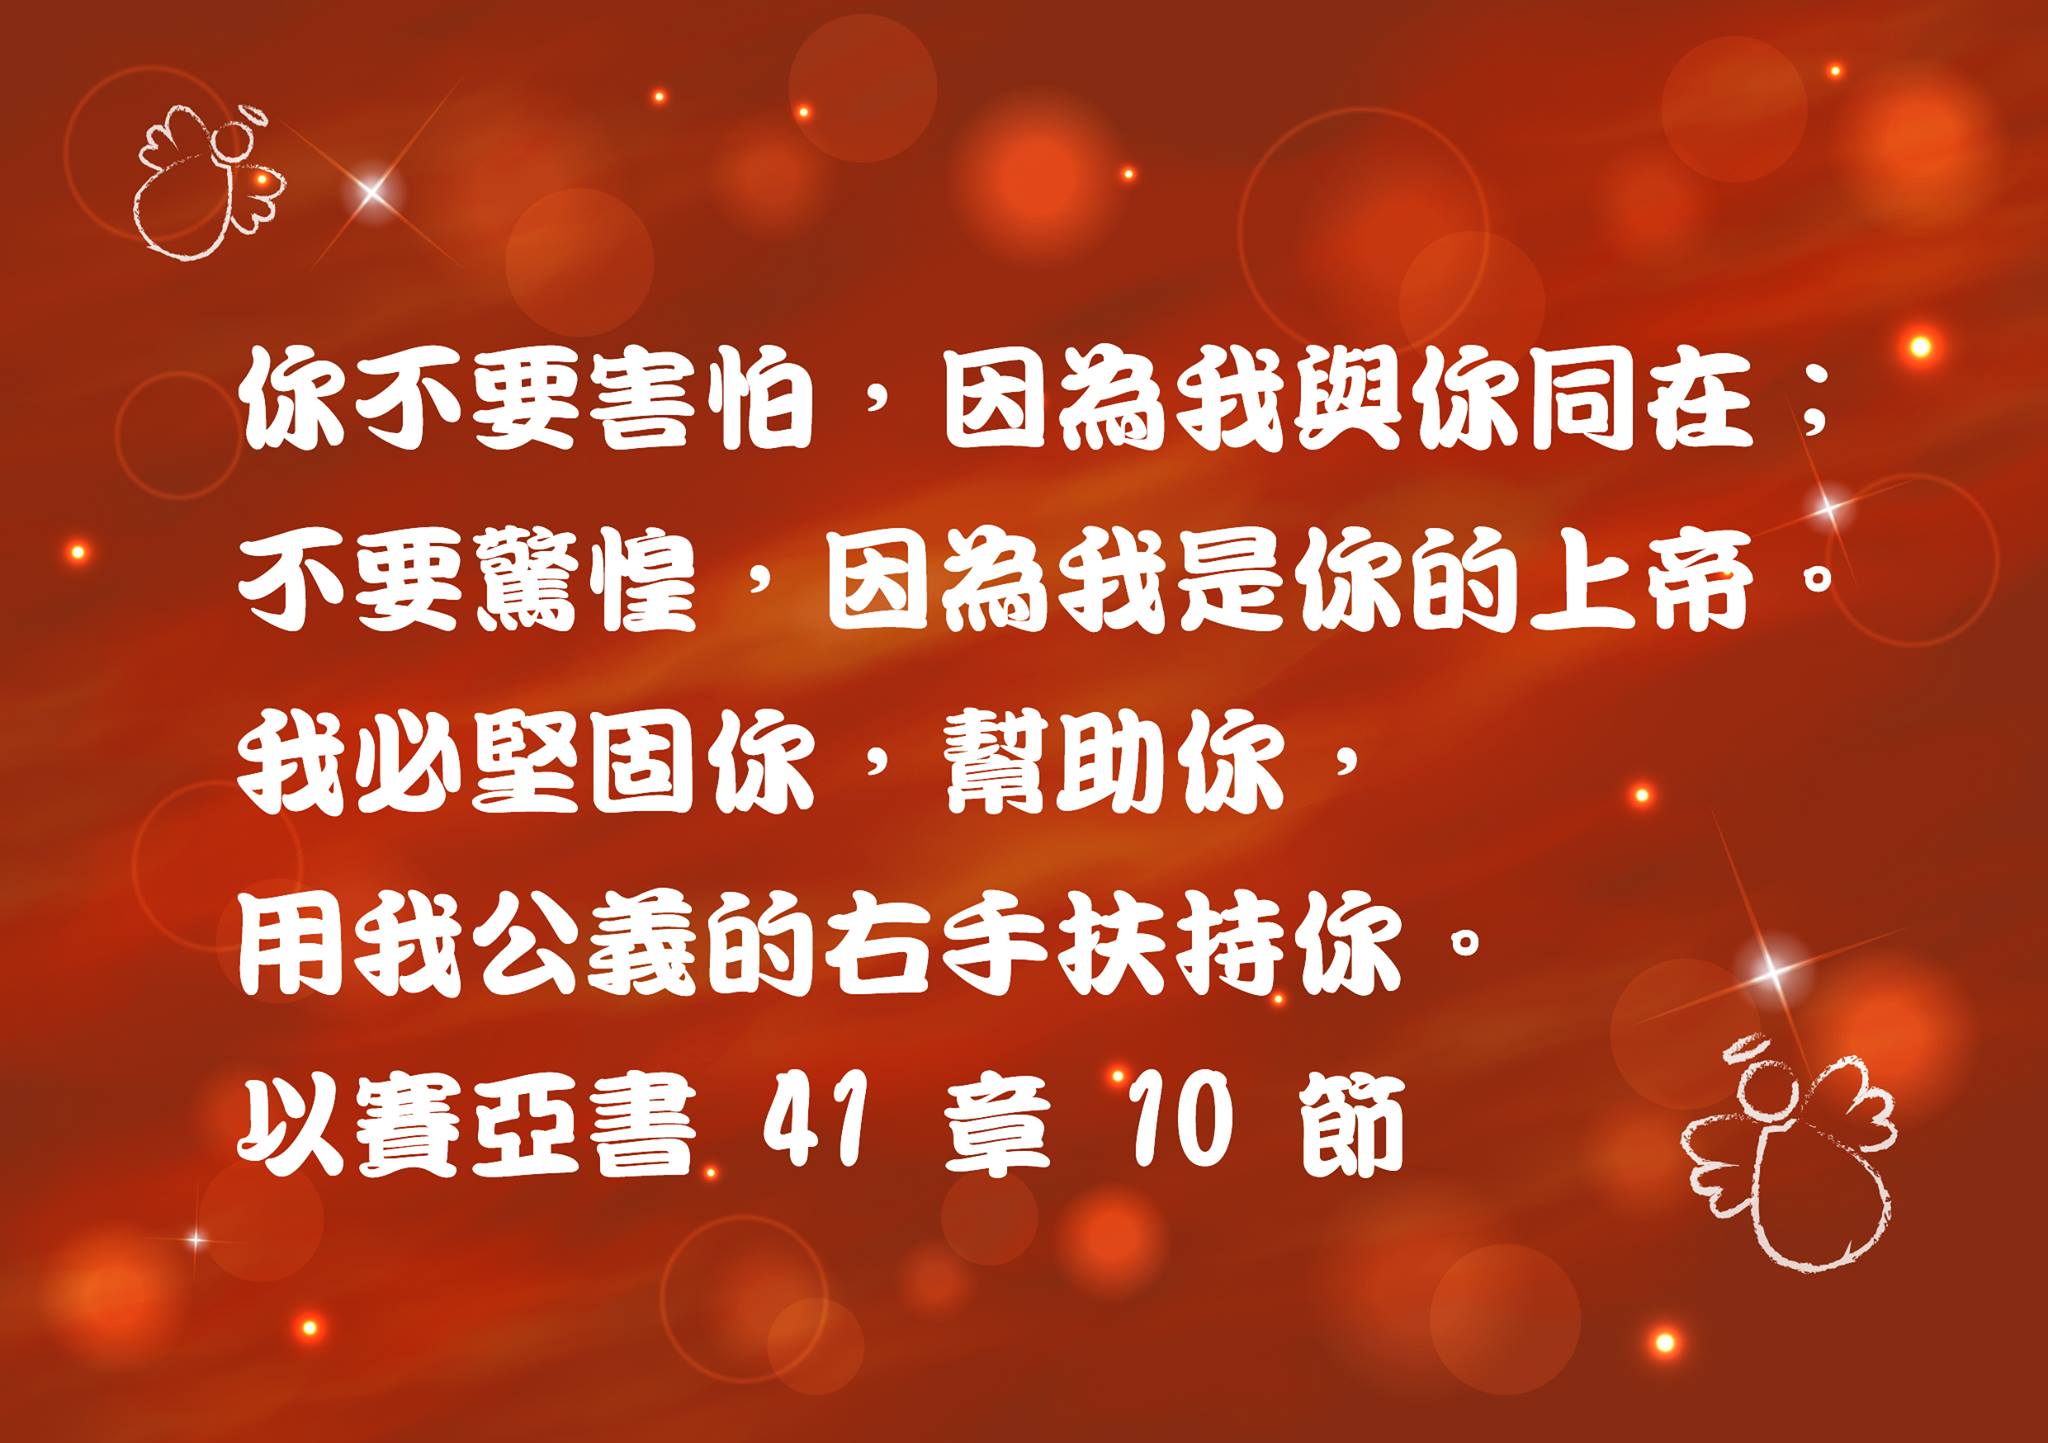 你不要害怕，因為我與你同在；
不要驚惶，因為我是你的上帝。
我必堅固你，幫助你，
用我公義的右手扶持你。
以賽亞書 41 章 10 節